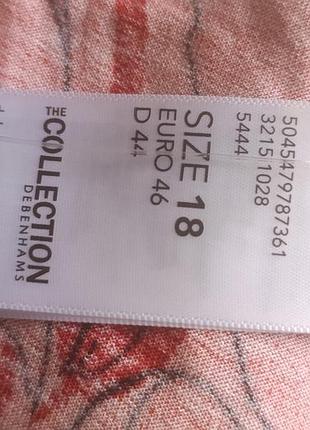 THE
COLLECTION
DEBENHAMS
SIZE 18
EURO 46
D 44
5045479787361
3215 1028
5444